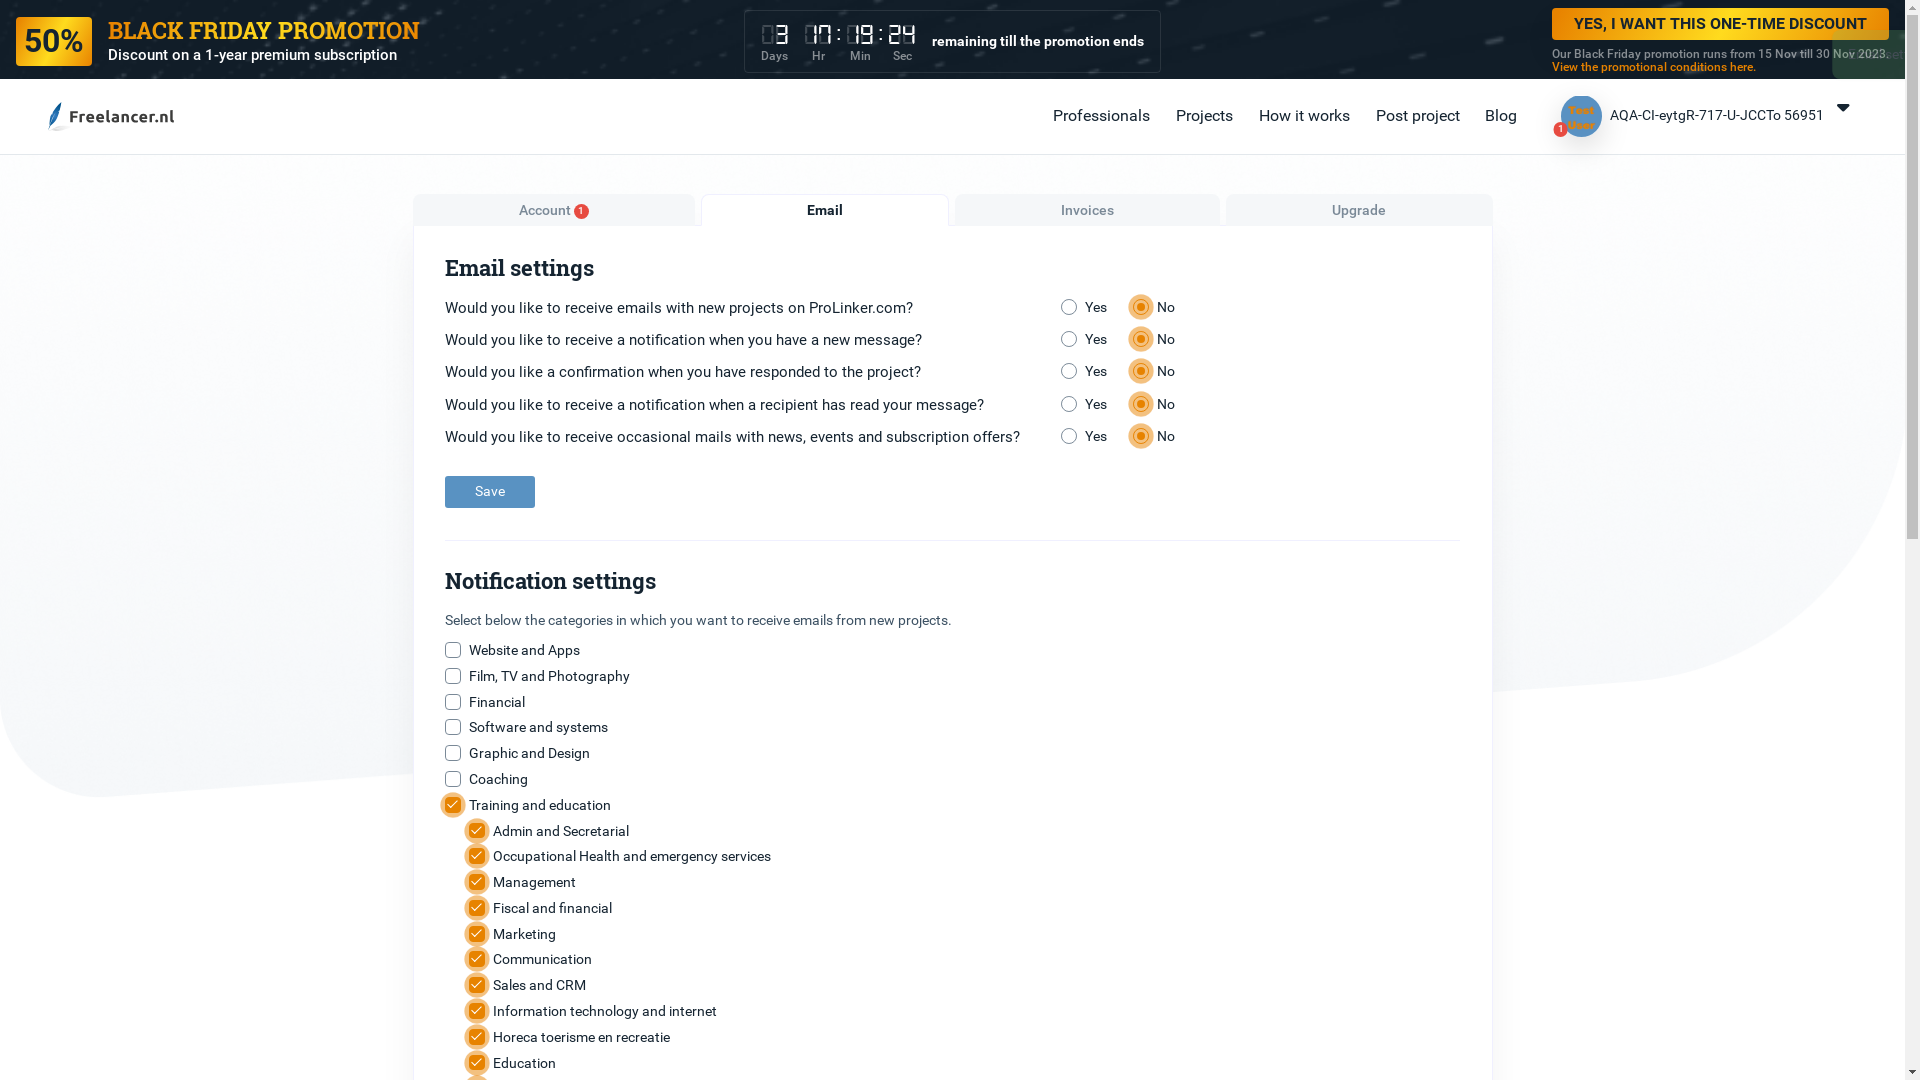 50%
BLACK FRIDAY PROMOTION
Discount on a 1-year premium subscription
3 17 : 19 : 24
Days Hr Min Sec
remaining till the promotion ends
YES, I WANT THIS ONE-TIME DISCOUNT
Our Black Friday promotion runs from 15 Nov till 30 Nov 2023.
View the promotional conditions here.
Freelancer.nl
Professionals
Projects
How it works
Post project
Blog
Test
User
1
AQA-CI-eytgR-717-U-JCCTo 56951
Account 1
Email
Invoices
Upgrade
Email settings
Would you like to receive emails with new projects on ProLinker.com? Yes No
Would you like to receive a notification when you have a new message? Yes No
Would you like a confirmation when you have responded to the project? Yes No
Would you like to receive a notification when a recipient has read your message? Yes No
Would you like to receive occasional mails with news, events and subscription offers? Yes No
Save
Notification settings
Select below the categories in which you want to receive emails from new projects.
Website and Apps
Film, TV and Photography
Financial
Software and systems
Graphic and Design
Coaching
Training and education
Admin and Secretarial
Occupational Health and emergency services
Management
Fiscal and financial
Marketing
Communication
Sales and CRM
Information technology and internet
Horeca toerisme en recreatie
Education